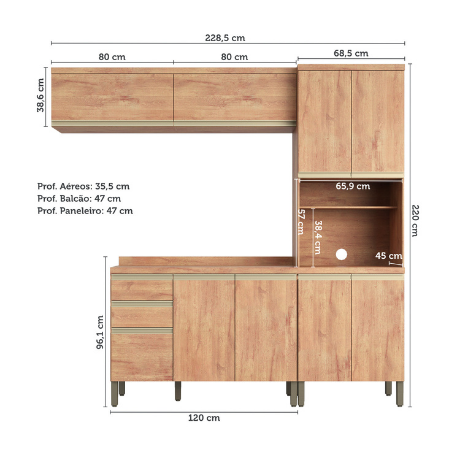 228,5 cm
80 cm
80 cm
68,5 cm
38,6 cm
Prof. Aéreos: 35,5 cm
Prof. Balcão: 47 cm
Prof. Paneleiro: 47 cm
65,9 cm
57 cm
38,4 cm
45 cm
220 cm
96,1 cm
120 cm